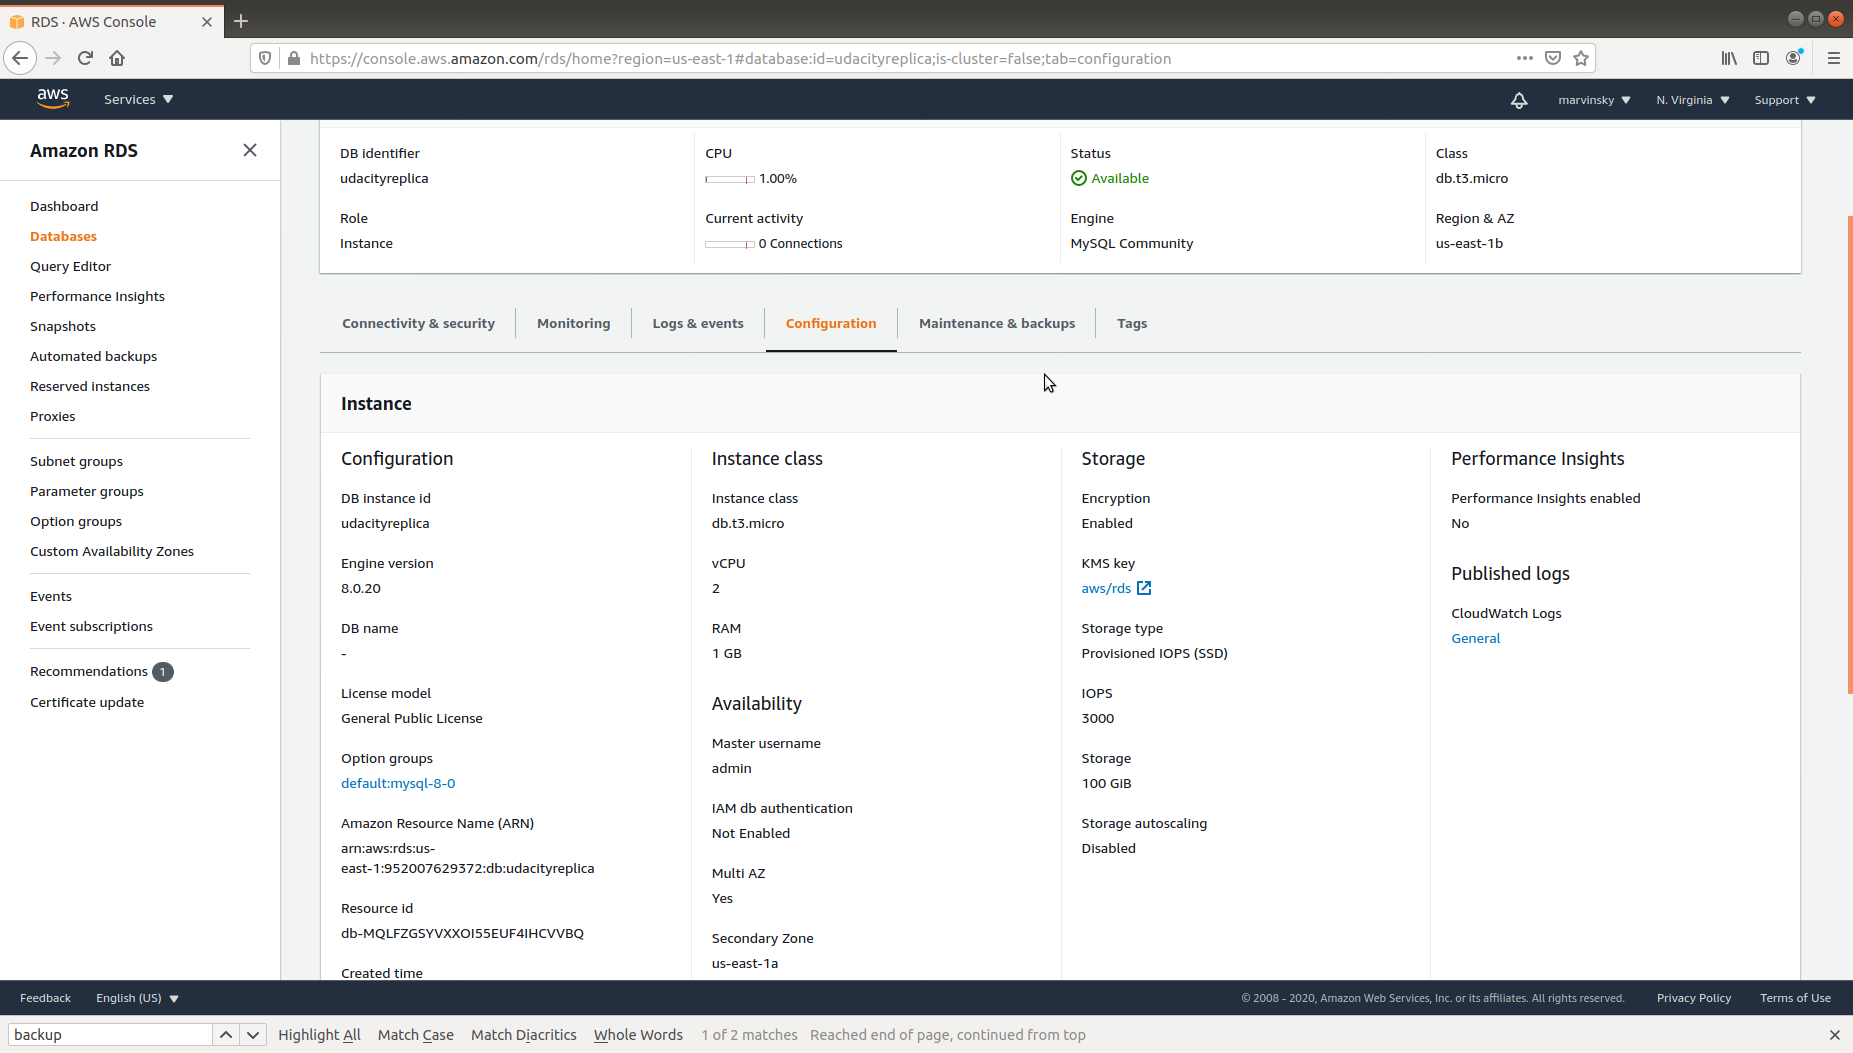 RDS · AWS Console
https://console.aws.amazon.com/rds/home?region=us-east-1#database:id=udacityreplica;is-cluster=false;tab=configuration
aws
Services
marvinsky
N. Virginia
Support
Amazon RDS
Dashboard
Databases
Query Editor
Performance Insights
Snapshots
Automated backups
Reserved instances
Proxies
Subnet groups
Parameter groups
Option groups
Custom Availability Zones
Events
Event subscriptions
Recommendations 1
Certificate update
DB identifier
udacityreplica
Role
Instance
CPU
1.00%
Current activity
0 Connections
Status
Available
Engine
MySQL Community
Class
db.t3.micro
Region & AZ
us-east-1b
Connectivity & security
Monitoring
Logs & events
Configuration
Maintenance & backups
Tags
Instance
Configuration
DB instance id
udacityreplica
Engine version
8.0.20
DB name
-
License model
General Public License
Option groups
default:mysql-8-0
Amazon Resource Name (ARN)
arn:aws:rds:us-
east-1:952007629372:db:udacityreplica
Resource id
db-MQLFZGSYVXXOI55EUF4IHCVVBQ
Created time
Instance class
Instance class
db.t3.micro
vCPU
2
RAM
1 GB
Availability
Master username
admin
IAM db authentication
Not Enabled
Multi AZ
Yes
Secondary Zone
us-east-1a
Storage
Encryption
Enabled
KMS key
aws/rds
Storage type
Provisioned IOPS (SSD)
IOPS
3000
Storage
100 GiB
Storage autoscaling
Disabled
Performance Insights
Performance Insights enabled
No
Published logs
CloudWatch Logs
General
Feedback
English (US)
© 2008 - 2020, Amazon Web Services, Inc. or its affiliates. All rights reserved.
Privacy Policy
Terms of Use
backup
Highlight All
Match Case
Match Diacritics
Whole Words
1 of 2 matches
Reached end of page, continued from top